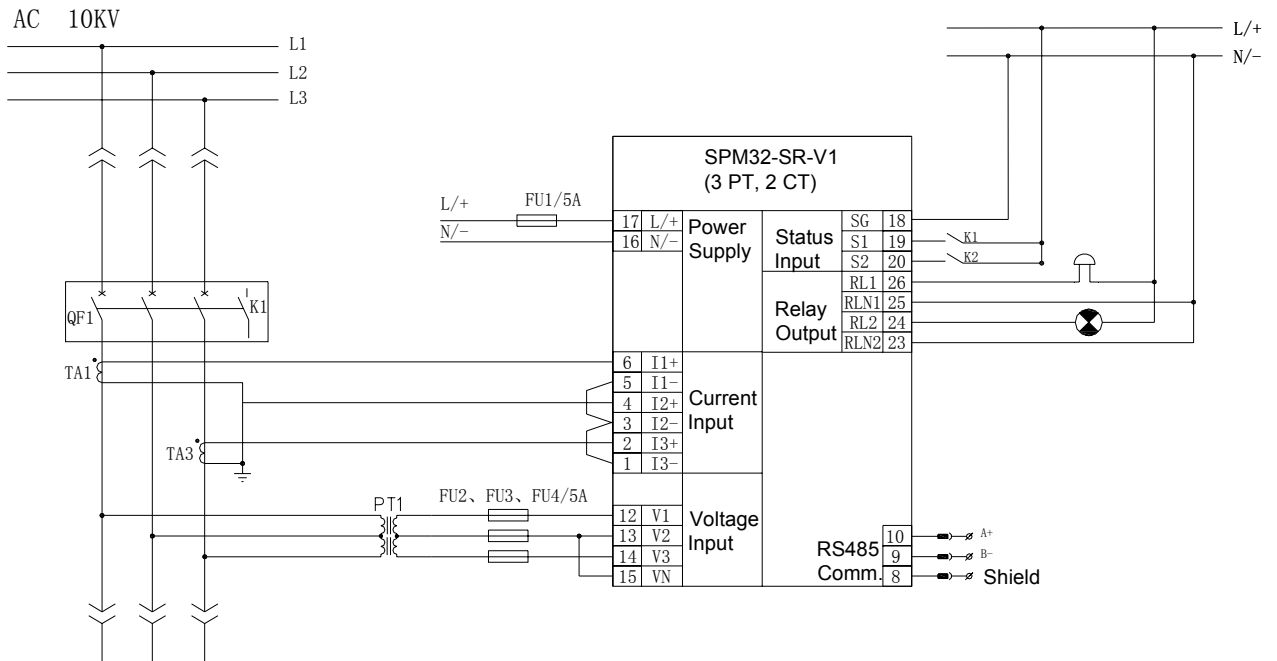 AC 10KV
L1
L2
L3
L/+
N/-
SPM32-SR-V1
(3 PT, 2 CT)
L/+ FU1/5A
N/-
17 L/+
16 N/-
Power
Supply
Status
Input
SG 18
S1 19 K1
S2 20 K2
Relay
Output
RL1 26
RLN1 25
RL2 24
RLN2 23
QF1 K1
TA1
TA3
6 I1+
5 I1-
4 I2+
3 I2-
2 I3+
1 I3-
Current
Input
PT1 FU2、FU3、FU4/5A
12 V1
13 V2
14 V3
15 VN
Voltage
Input
RS485
Comm.
10 A+
9 B-
8 Shield